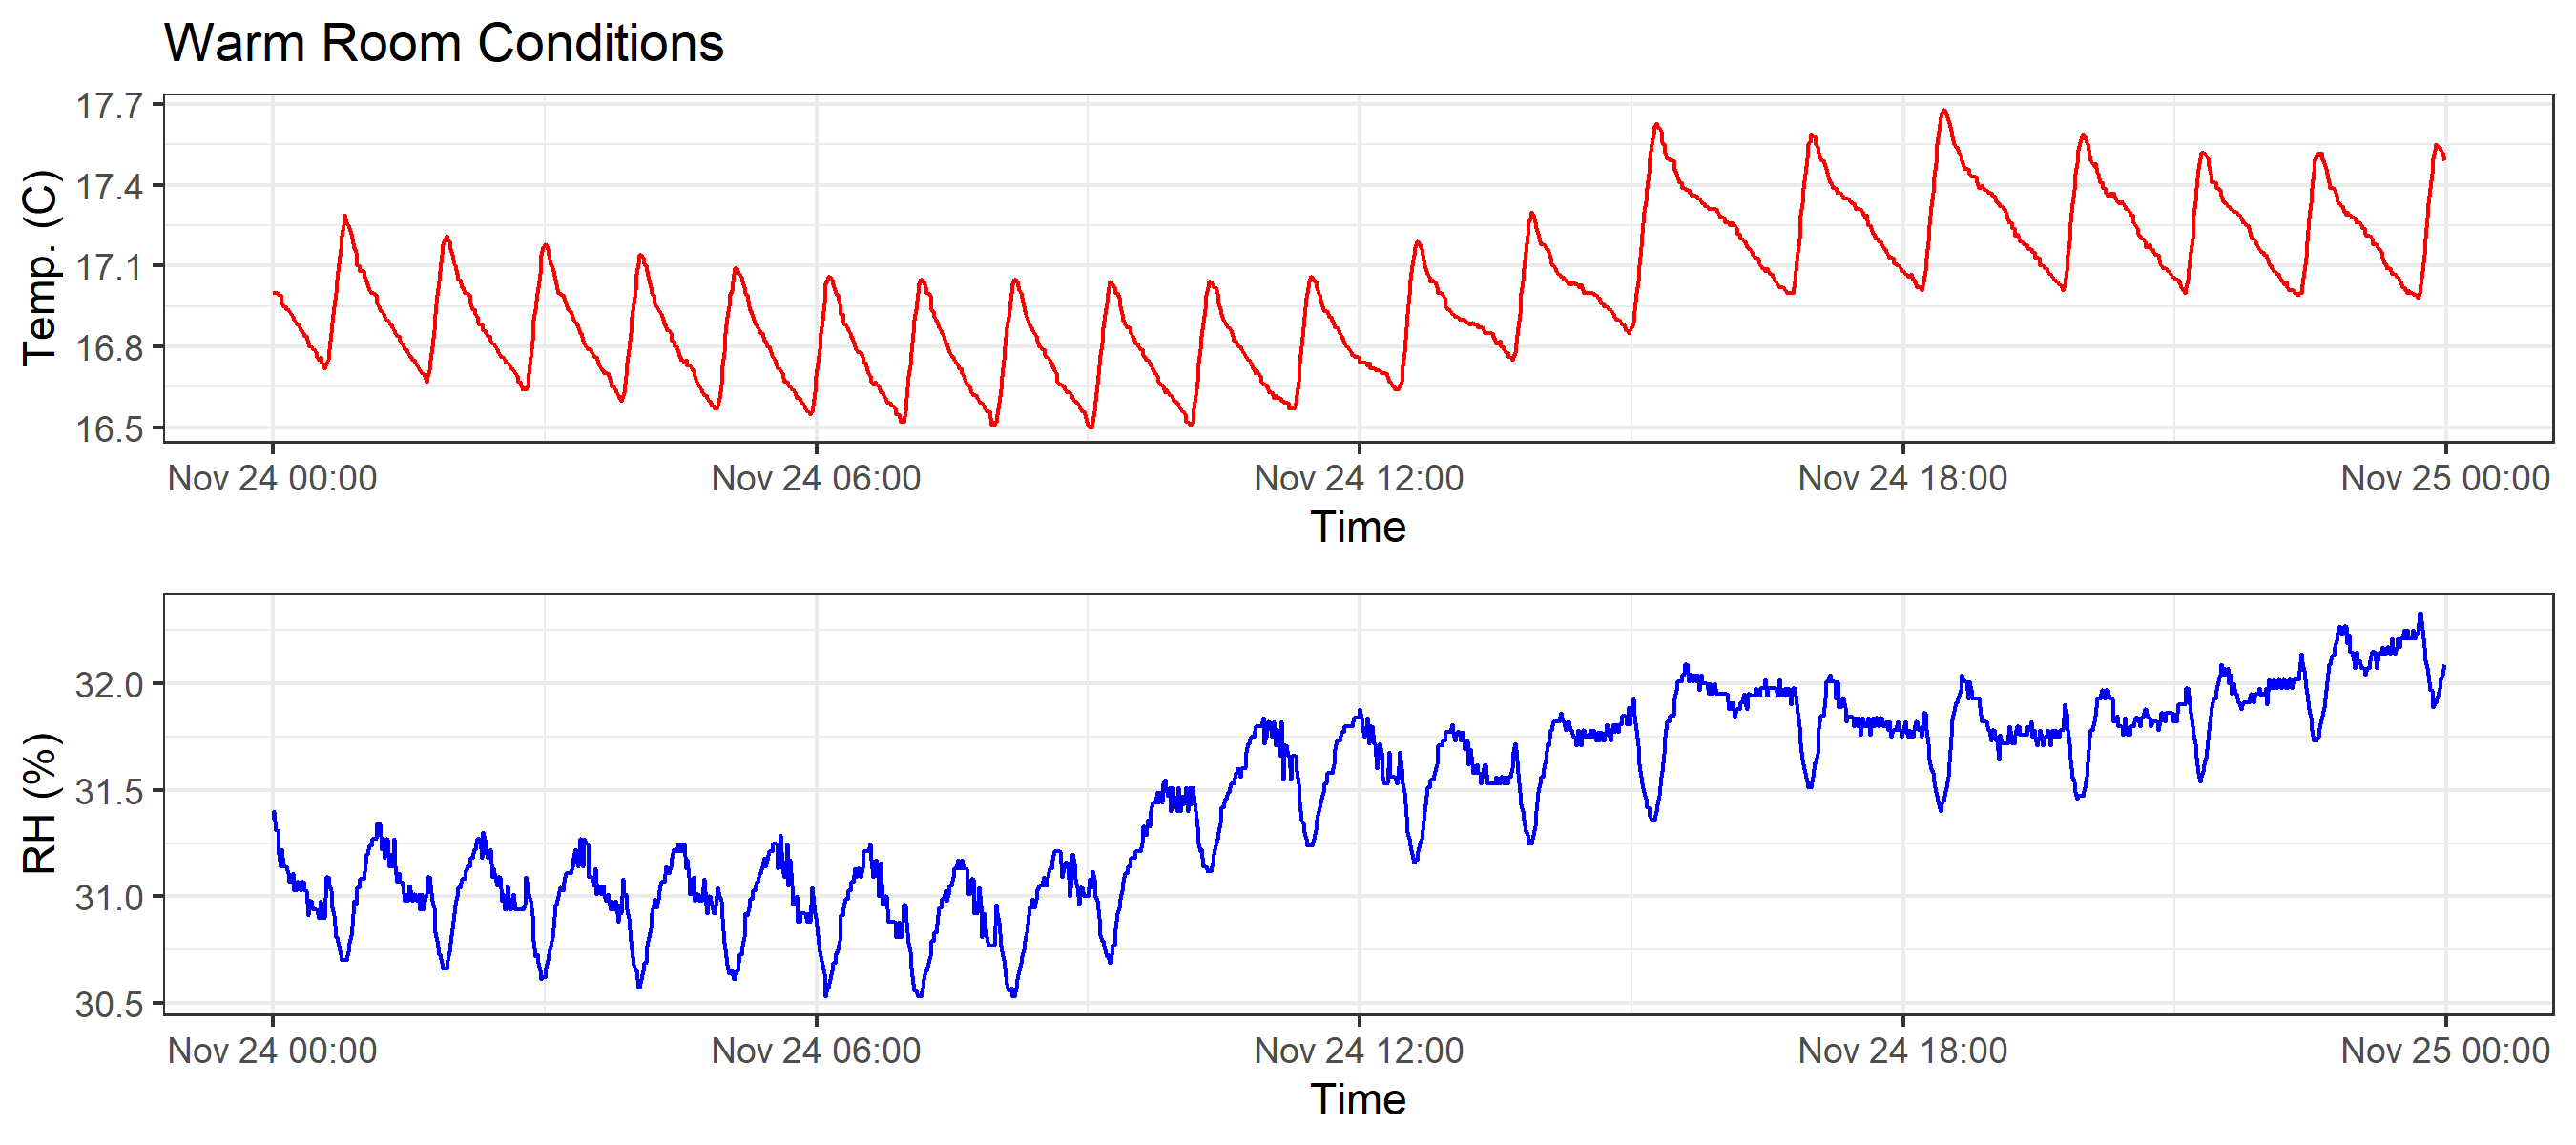 Warm Room Conditions
17.7
17.4
17.1
16.8
16.5
Temp. (C)
Nov 24 00:00 Nov 24 06:00 Nov 24 12:00 Nov 24 18:00 Nov 25 00:00
Time
32.0
31.5
31.0
30.5
RH (%)
Nov 24 00:00 Nov 24 06:00 Nov 24 12:00 Nov 24 18:00 Nov 25 00:00
Time